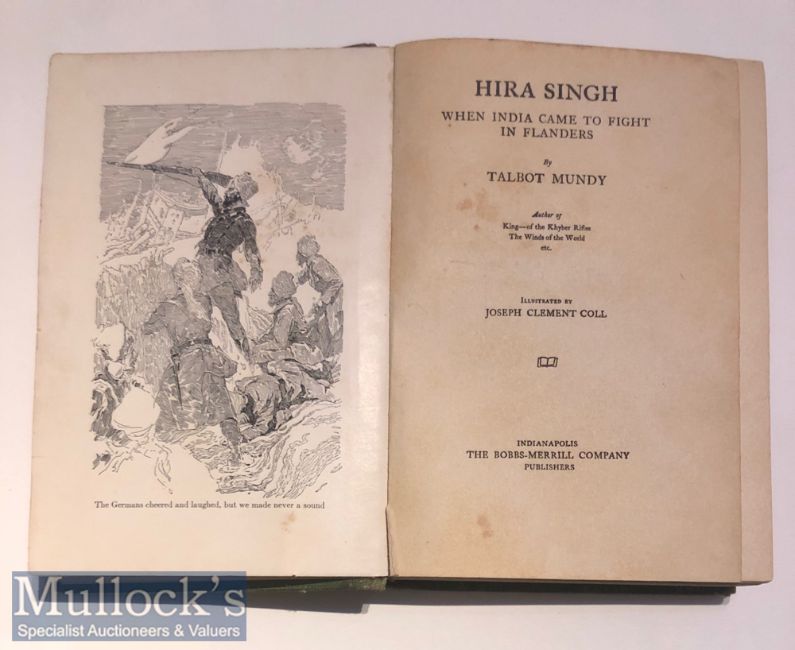 The Germans cheered and laughed, but we made never a sound
HIRA SINGH
WHEN INDIA CAME TO FIGHT
IN FLANDERS
By
TALBOT MUNDY
Author of
King—of the Khyber Rifles
The Winds of the World
etc.
ILLUSTRATED BY
JOSEPH CLEMENT COLL
INDIANAPOLIS
THE BOBBS-MERRILL COMPANY
PUBLISHERS
Mullock's
Specialist Auctioneers & Valuers